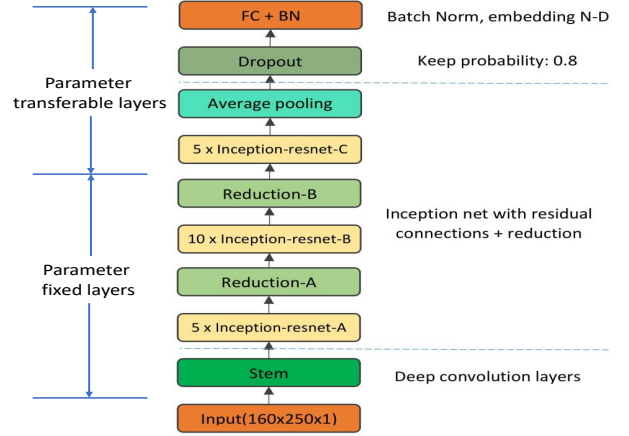 FC + BN
Batch Norm, embedding N-D
Dropout
Keep probability: 0.8
Parameter
transferable layers
Average pooling
5 x Inception-resnet-C
Reduction-B
Inception net with residual
connections + reduction
10 x Inception-resnet-B
Parameter
fixed layers
Reduction-A
5 x Inception-resnet-A
Stem
Deep convolution layers
Input(160x250x1)